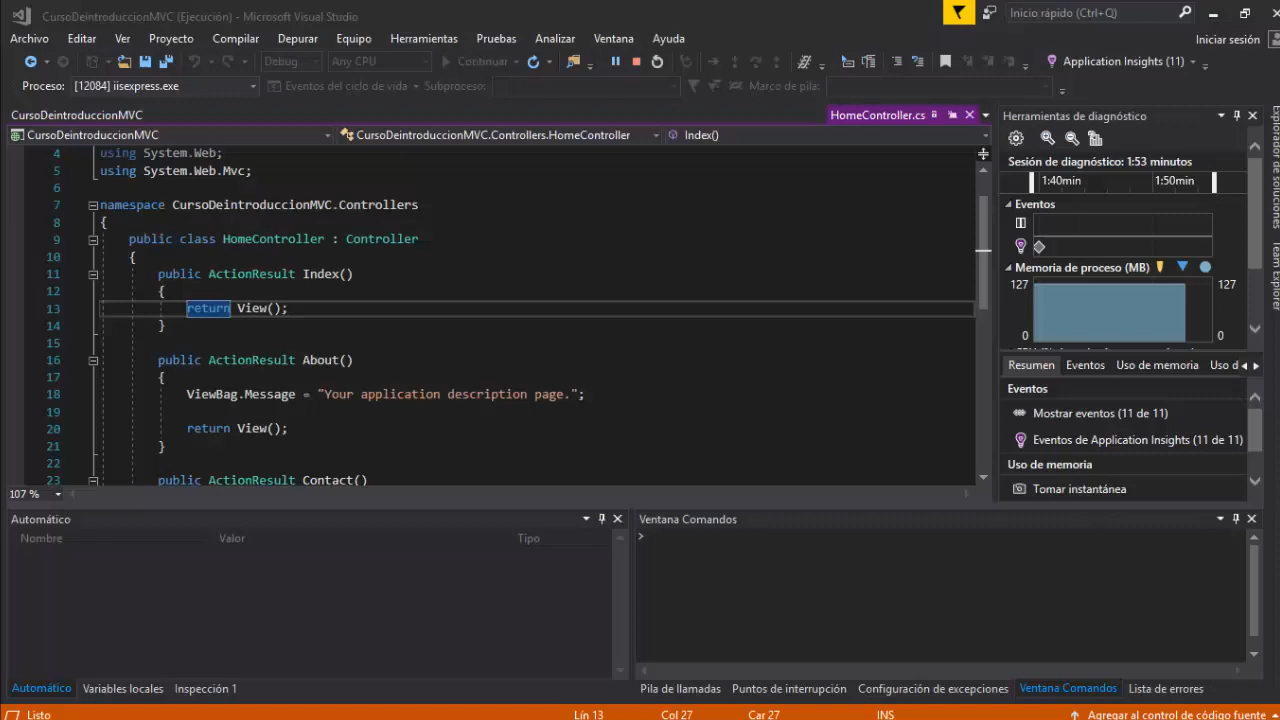 CursoDeintroduccionMVC (Ejecución) - Microsoft Visual Studio
Inicio rápido (Ctrl+Q)
Archivo Editar Ver Proyecto Compilar Depurar Equipo Herramientas Pruebas Analizar Ventana Ayuda
Iniciar sesión
Debug Any CPU Continuar Application Insights (11)
Proceso: [12084] iisexpress.exe Eventos del ciclo de vida Subproceso: Marco de pila:
CursoDeintroduccionMVC HomeController.cs
CursoDeintroduccionMVC CursoDeintroduccionMVC.Controllers.HomeController Index()
4 using System.Web;
5 using System.Web.Mvc;
6
7 namespace CursoDeintroduccionMVC.Controllers
8 {
9 public class HomeController : Controller
10 {
11 public ActionResult Index()
12 {
13 return View();
14 }
15
16 public ActionResult About()
17 {
18 ViewBag.Message = "Your application description page.";
19
20 return View();
21 }
22
23 public ActionResult Contact()
107 %
Herramientas de diagnóstico
Sesión de diagnóstico: 1:53 minutos
1:40min 1:50min
Eventos
Memoria de proceso (MB)
127 127
0 0
Resumen Eventos Uso de memoria Uso d
Eventos
Mostrar eventos (11 de 11)
Eventos de Application Insights (11 de 11)
Uso de memoria
Tomar instantánea
Explorador de soluciones
Team Explorer
Automático
Nombre Valor Tipo
Automático Variables locales Inspección 1
Ventana Comandos
>
Pila de llamadas Puntos de interrupción Configuración de excepciones Ventana Comandos Lista de errores
Listo Lín 13 Col 27 Car 27 INS Agregar al control de código fuente